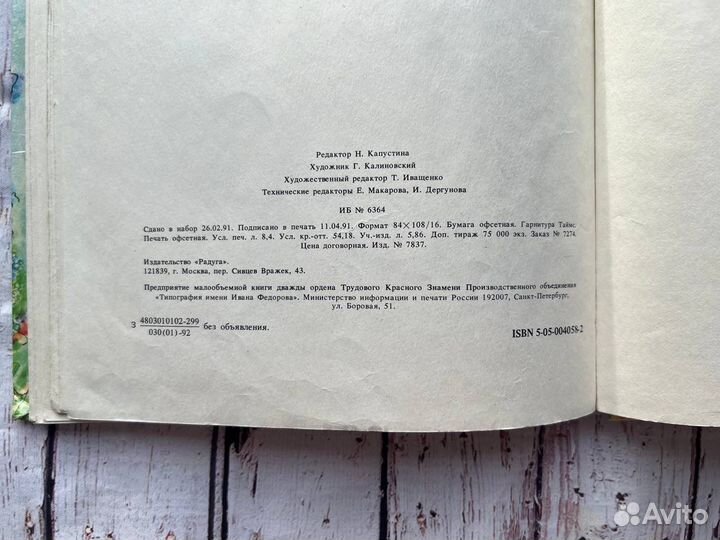 Редактор Н. Капустина
Художник Г. Калиновский
Художественный редактор Т. Иващенко
Технические редакторы Е. Макарова, И. Дергунова
ИБ № 6364
Сдано в набор 26.02.91. Подписано в печать 11.04.91. Формат 84×108/16. Бумага офсетная. Гарнитура Таймс.
Печать офсетная. Усл. печ. л. 8,4. Усл. кр.-отт. 54,18. Уч.-изд. л. 5,86. Доп. тираж 75 000 экз. Заказ № 7274.
Цена договорная. Изд. № 7837.
Издательство «Радуга».
121839, г. Москва, пер. Сивцев Вражек, 43.
Предприятие малообъемной книги дважды ордена Трудового Красного Знамени Производственного объединения
«Типография имени Ивана Федорова». Министерство информации и печати России 192007, Санкт-Петербург,
ул. Боровая, 51.
З 4803010102-299
030(01)-92 без объявления.
ISBN 5-05-004058-2
Avito